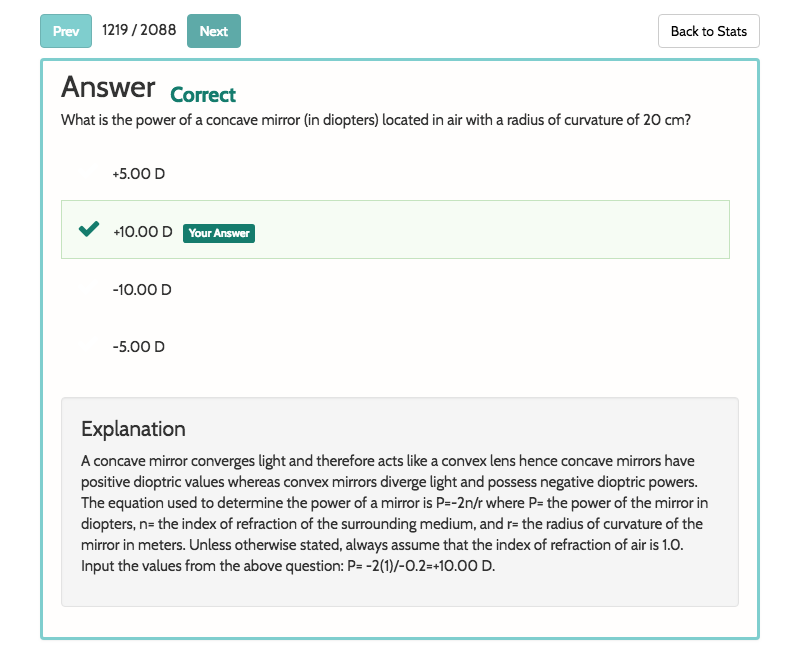 Prev 1219 / 2088 Next Back to Stats
Answer Correct
What is the power of a concave mirror (in diopters) located in air with a radius of curvature of 20 cm?
+5.00 D
+10.00 D Your Answer
-10.00 D
-5.00 D
Explanation
A concave mirror converges light and therefore acts like a convex lens hence concave mirrors have
positive dioptric values whereas convex mirrors diverge light and possess negative dioptric powers.
The equation used to determine the power of a mirror is P=-2n/r where P= the power of the mirror in
diopters, n= the index of refraction of the surrounding medium, and r= the radius of curvature of the
mirror in meters. Unless otherwise stated, always assume that the index of refraction of air is 1.0.
Input the values from the above question: P= -2(1)/-0.2=+10.00 D.